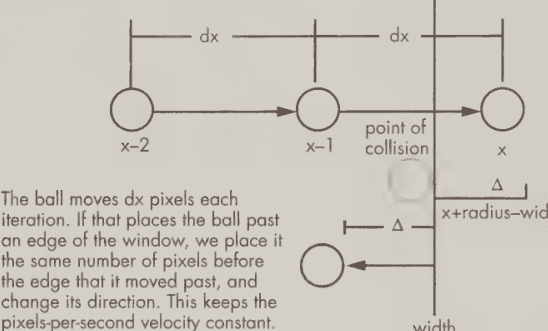 dx dx
x–2 x–1 x
point of
collision
Δ
x+radius–wid
Δ
The ball moves dx pixels each
iteration. If that places the ball past
an edge of the window, we place it
the same number of pixels before
the edge that it moved past, and
change its direction. This keeps the
pixels-per-second velocity constant.
width